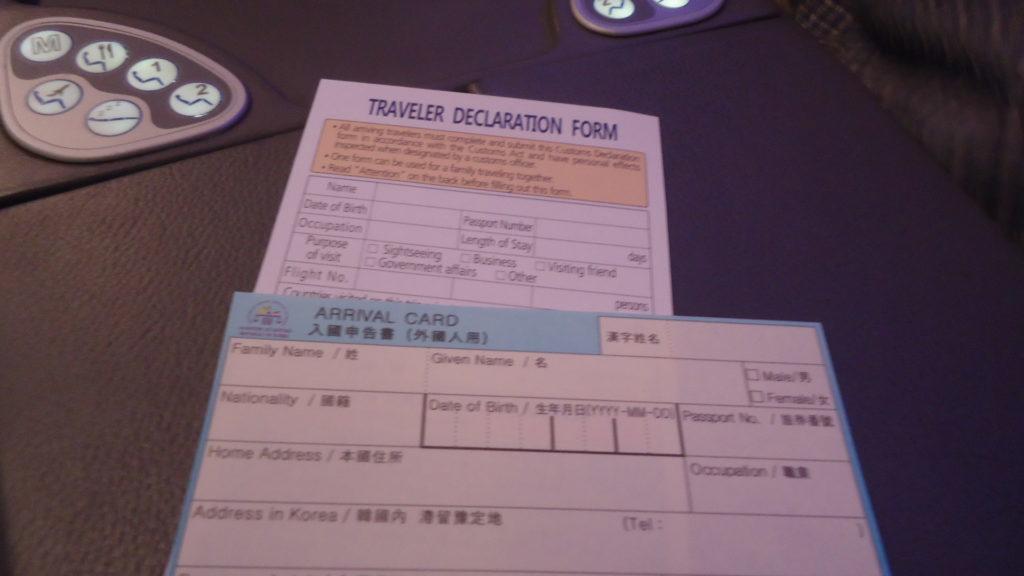 M
1
2
2
TRAVELER DECLARATION FORM
• All arriving travelers must complete and submit this Customs Declaration
form in accordance with the Customs Act and have personal effects
inspected when designated by a customs officer.
• One form can be used for a family traveling together.
• Read "Attention" on the back before filling out this form.
Name
Date of Birth Passport Number
Occupation Length of Stay days
Purpose of visit □ Sightseeing □ Business □ Visiting friend
□ Government affairs □ Other
Flight No. persons
Countries visited on this
ARRIVAL CARD
入國申告書 (外國人用)
漢字姓名
Family Name / 姓 Given Name / 名 □ Male/男
□ Female/女
Nationality / 國籍 Date of Birth / 生年月日(YYYY-MM-DD) Passport No. / 旅券番號
Home Address / 本國住所 Occupation / 職業
Address in Korea / 韓國內 滯留豫定地 (Tel : )